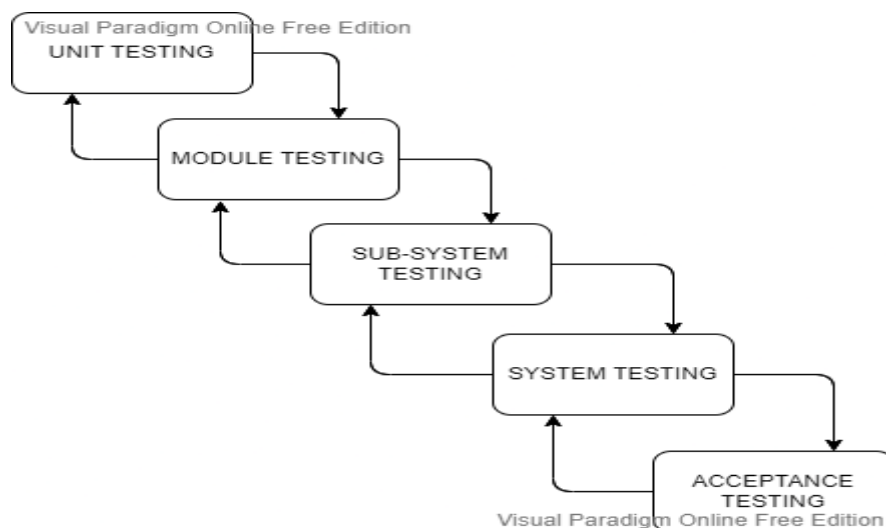 Visual Paradigm Online Free Edition
UNIT TESTING
MODULE TESTING
SUB-SYSTEM
TESTING
SYSTEM TESTING
ACCEPTANCE
TESTING
Visual Paradigm Online Free Edition